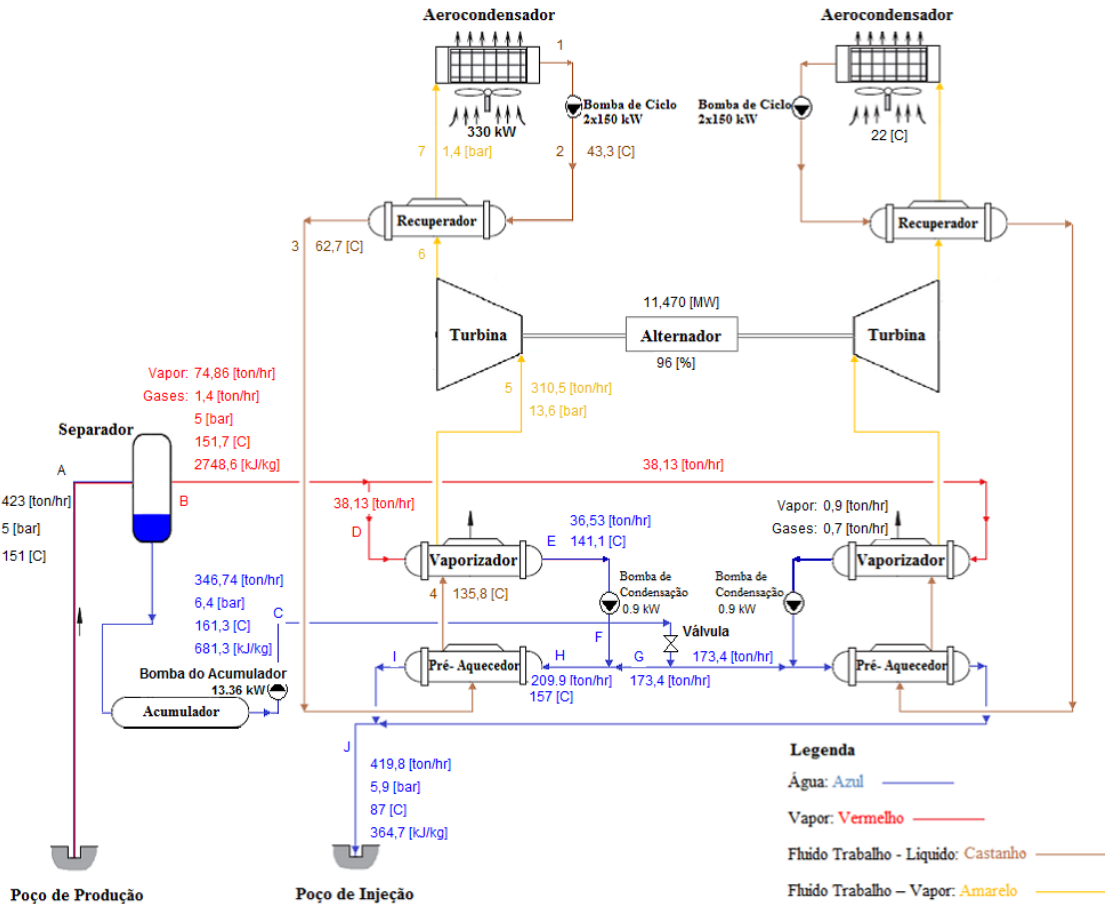 Aerocondensador
Aerocondensador
1
Bomba de Ciclo
2x150 kW
Bomba de Ciclo
2x150 kW
330 kW
22 [C]
7
1,4 [bar]
2
43,3 [C]
Recuperador
Recuperador
3
62,7 [C]
6
11,470 [MW]
Turbina
Alternador
Turbina
96 [%]
Vapor: 74,86 [ton/hr]
Gases: 1,4 [ton/hr]
5 [bar]
151,7 [C]
2748,6 [kJ/kg]
5
310,5 [ton/hr]
13,6 [bar]
Separador
A
B
423 [ton/hr]
5 [bar]
151 [C]
38,13 [ton/hr]
38,13 [ton/hr]
D
Vapor: 0,9 [ton/hr]
Gases: 0,7 [ton/hr]
36,53 [ton/hr]
E
141,1 [C]
Vaporizador
Vaporizador
4
135,8 [C]
Bomba de
Condensação
0.9 kW
Bomba de
Condensação
0.9 kW
346,74 [ton/hr]
6,4 [bar]
161,3 [C]
681,3 [kJ/kg]
C
F
Válvula
Bomba do Acumulador
13.36 kW
Acumulador
I
Pré- Aquecedor
H
G
173,4 [ton/hr]
Pré- Aquecedor
209.9 [ton/hr]
173,4 [ton/hr]
157 [C]
J
419,8 [ton/hr]
5,9 [bar]
87 [C]
364,7 [kJ/kg]
Legenda
Água: Azul
Vapor: Vermelho
Fluido Trabalho - Liquido: Castanho
Fluido Trabalho – Vapor: Amarelo
Poço de Produção
Poço de Injeção